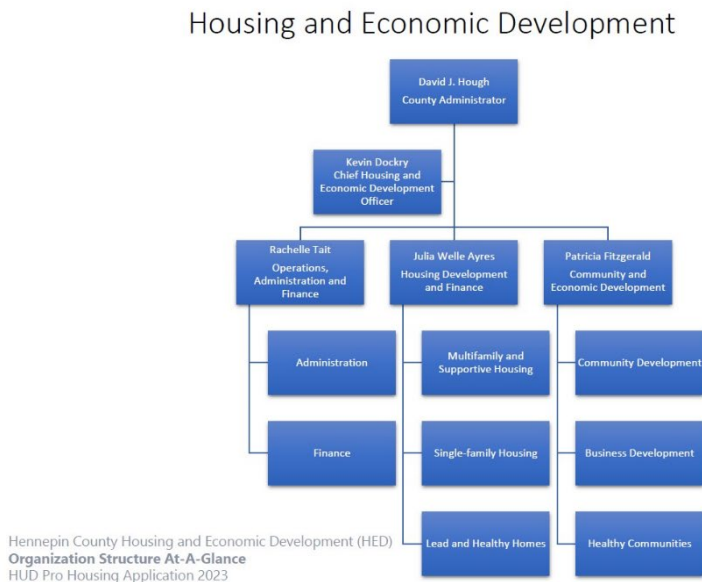 Housing and Economic Development
David J. Hough
County Administrator
Kevin Dockry
Chief Housing and
Economic Development
Officer
Rachelle Tait
Operations,
Administration and
Finance
Julia Welle Ayres
Housing Development
and Finance
Patricia Fitzgerald
Community and
Economic Development
Administration
Multifamily and
Supportive Housing
Community Development
Finance
Single-family Housing
Business Development
Lead and Healthy Homes
Healthy Communities
Hennepin County Housing and Economic Development (HED)
Organization Structure At-A-Glance
HUD Pro Housing Application 2023